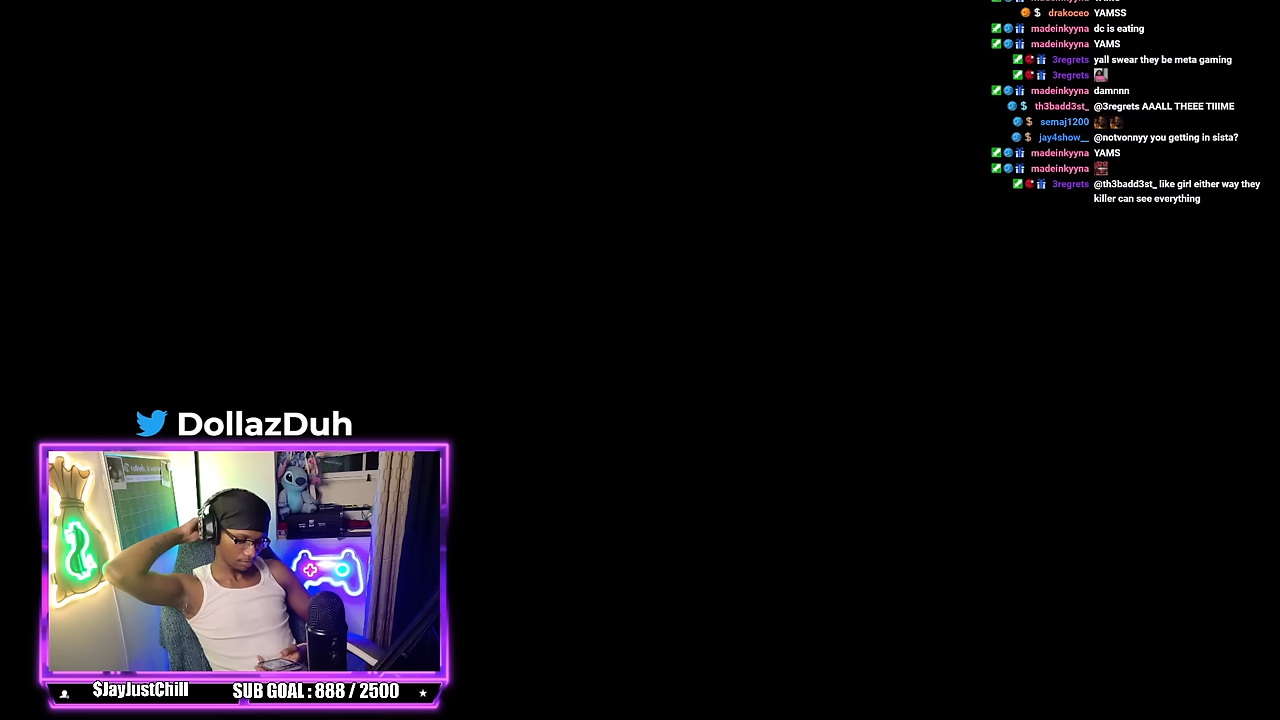 drakoceo YAMSS
madeinkyyna dc is eating
madeinkyyna YAMS
3regrets yall swear they be meta gaming
3regrets
madeinkyyna damnnn
th3badd3st_ @3regrets AAALL THEEE TIIIME
semaj1200
jay4show__ @notvonnyy you getting in sista?
madeinkyyna YAMS
madeinkyyna
3regrets @th3badd3st_ like girl either way they
killer can see everything
DollazDuh
$JayJustChill SUB GOAL : 888 / 2500